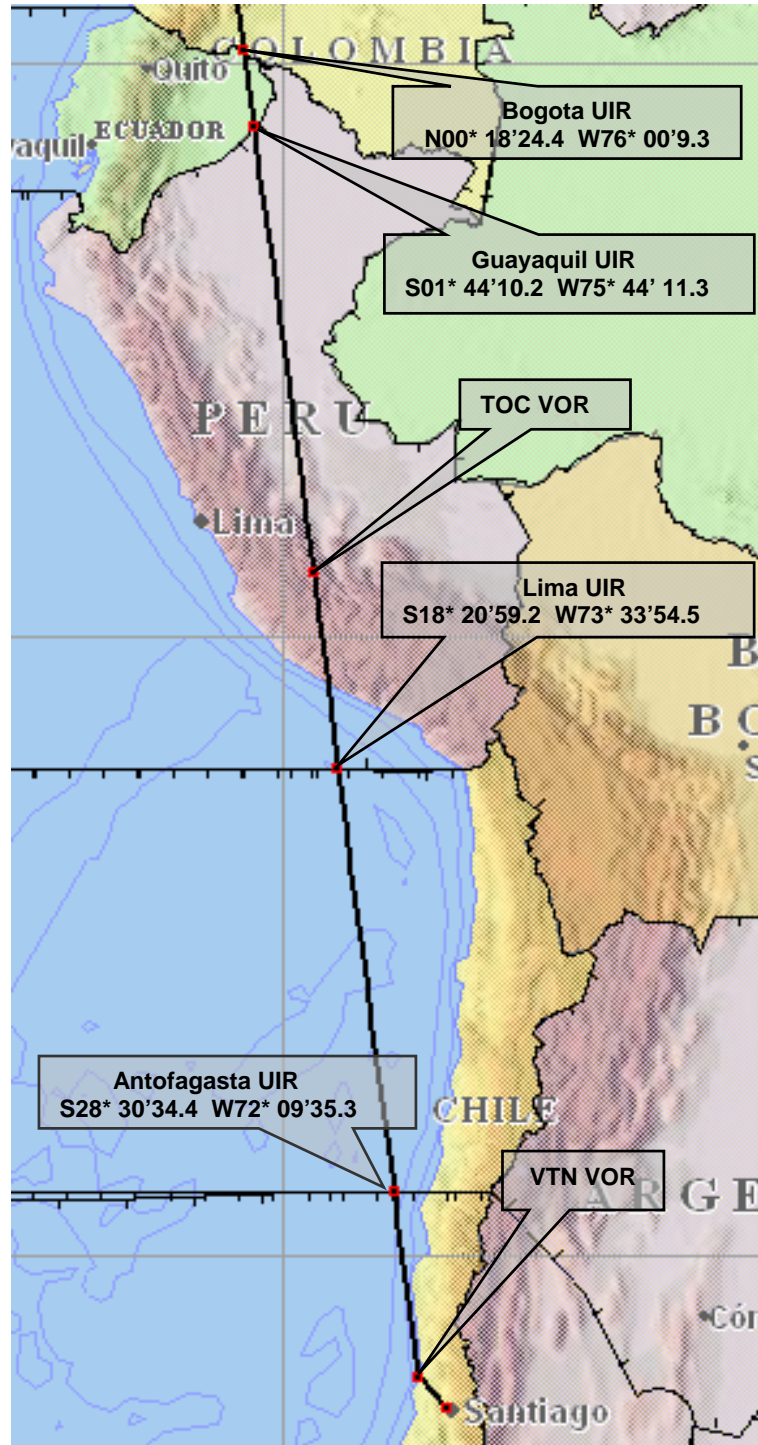 COLOMBIA
Quito
Bogota UIR
N00* 18'24.4 W76* 00'9.3
ECUADOR
vaquil
Guayaquil UIR
S01* 44'10.2 W75* 44' 11.3
TOC VOR
PERU
Lima
Lima UIR
S18* 20'59.2 W73* 33'54.5
B
BO
S
Antofagasta UIR
S28* 30'34.4 W72* 09'35.3
CHILE
VTN VOR
ARGE
Cór
Santiago